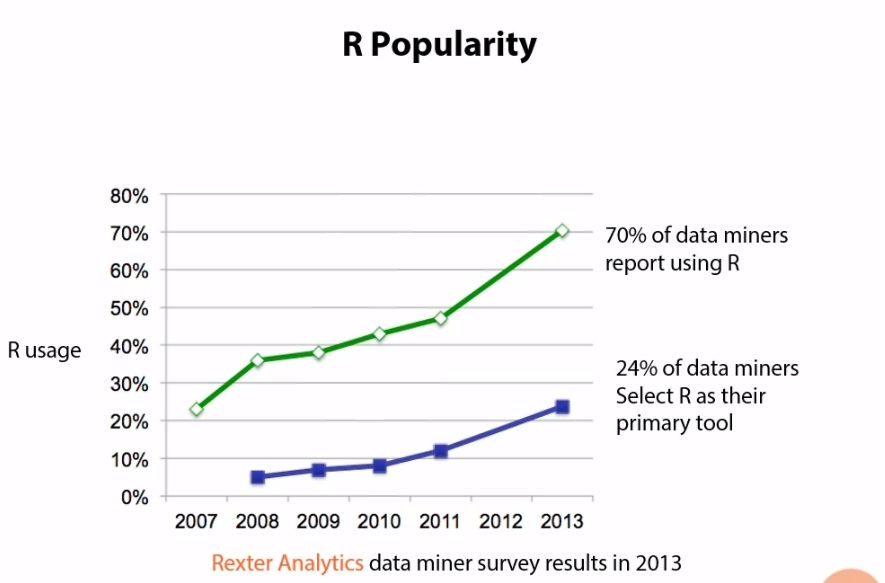 R Popularity
80%
70%
60%
50%
40%
30%
20%
10%
0%
R usage
2007 2008 2009 2010 2011 2012 2013
70% of data miners
report using R
24% of data miners
Select R as their
primary tool
Rexter Analytics data miner survey results in 2013